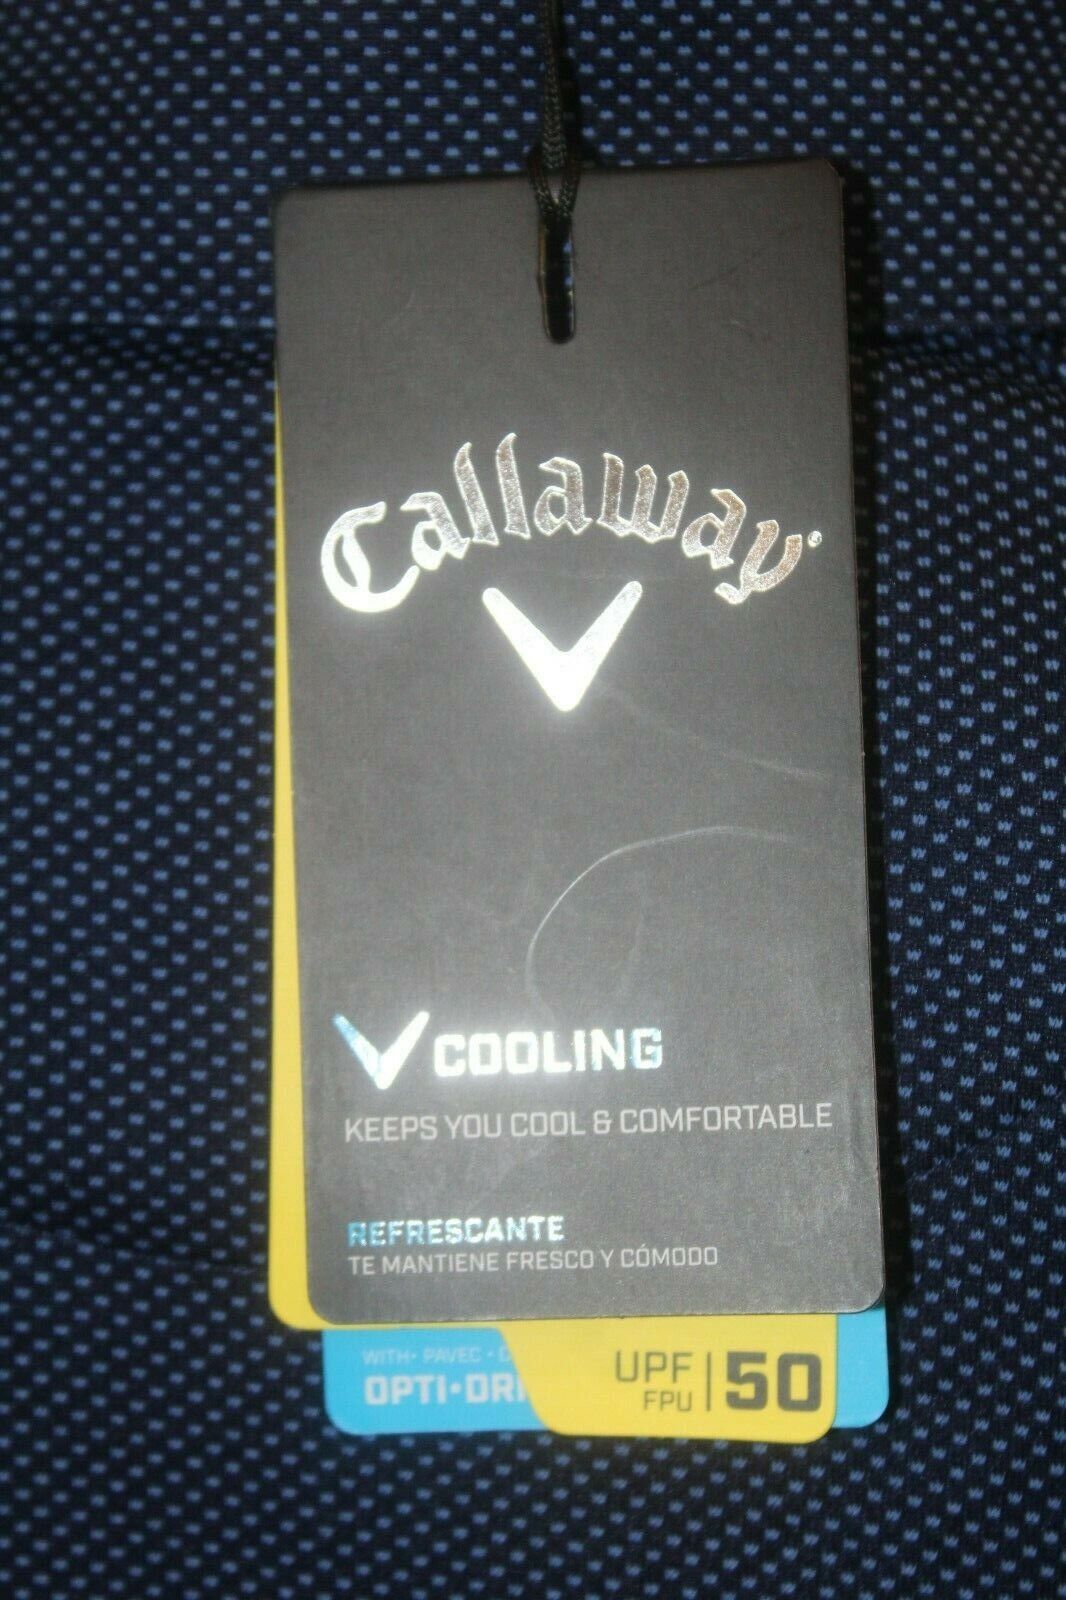 Callaway®
COOLING
KEEPS YOU COOL & COMFORTABLE
REFRESCANTE
TE MANTIENE FRESCO Y CÓMODO
WITH • PAVEC •
OPTI•DRI
UPF
FPU
50